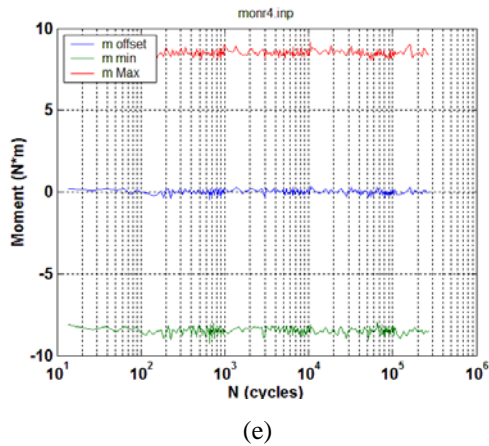 monr4.inp
10
m offset
m min
m Max
5
0
-5
-10
Moment (N*m)
10^1 10^2 10^3 10^4 10^5 10^6
N (cycles)
(e)